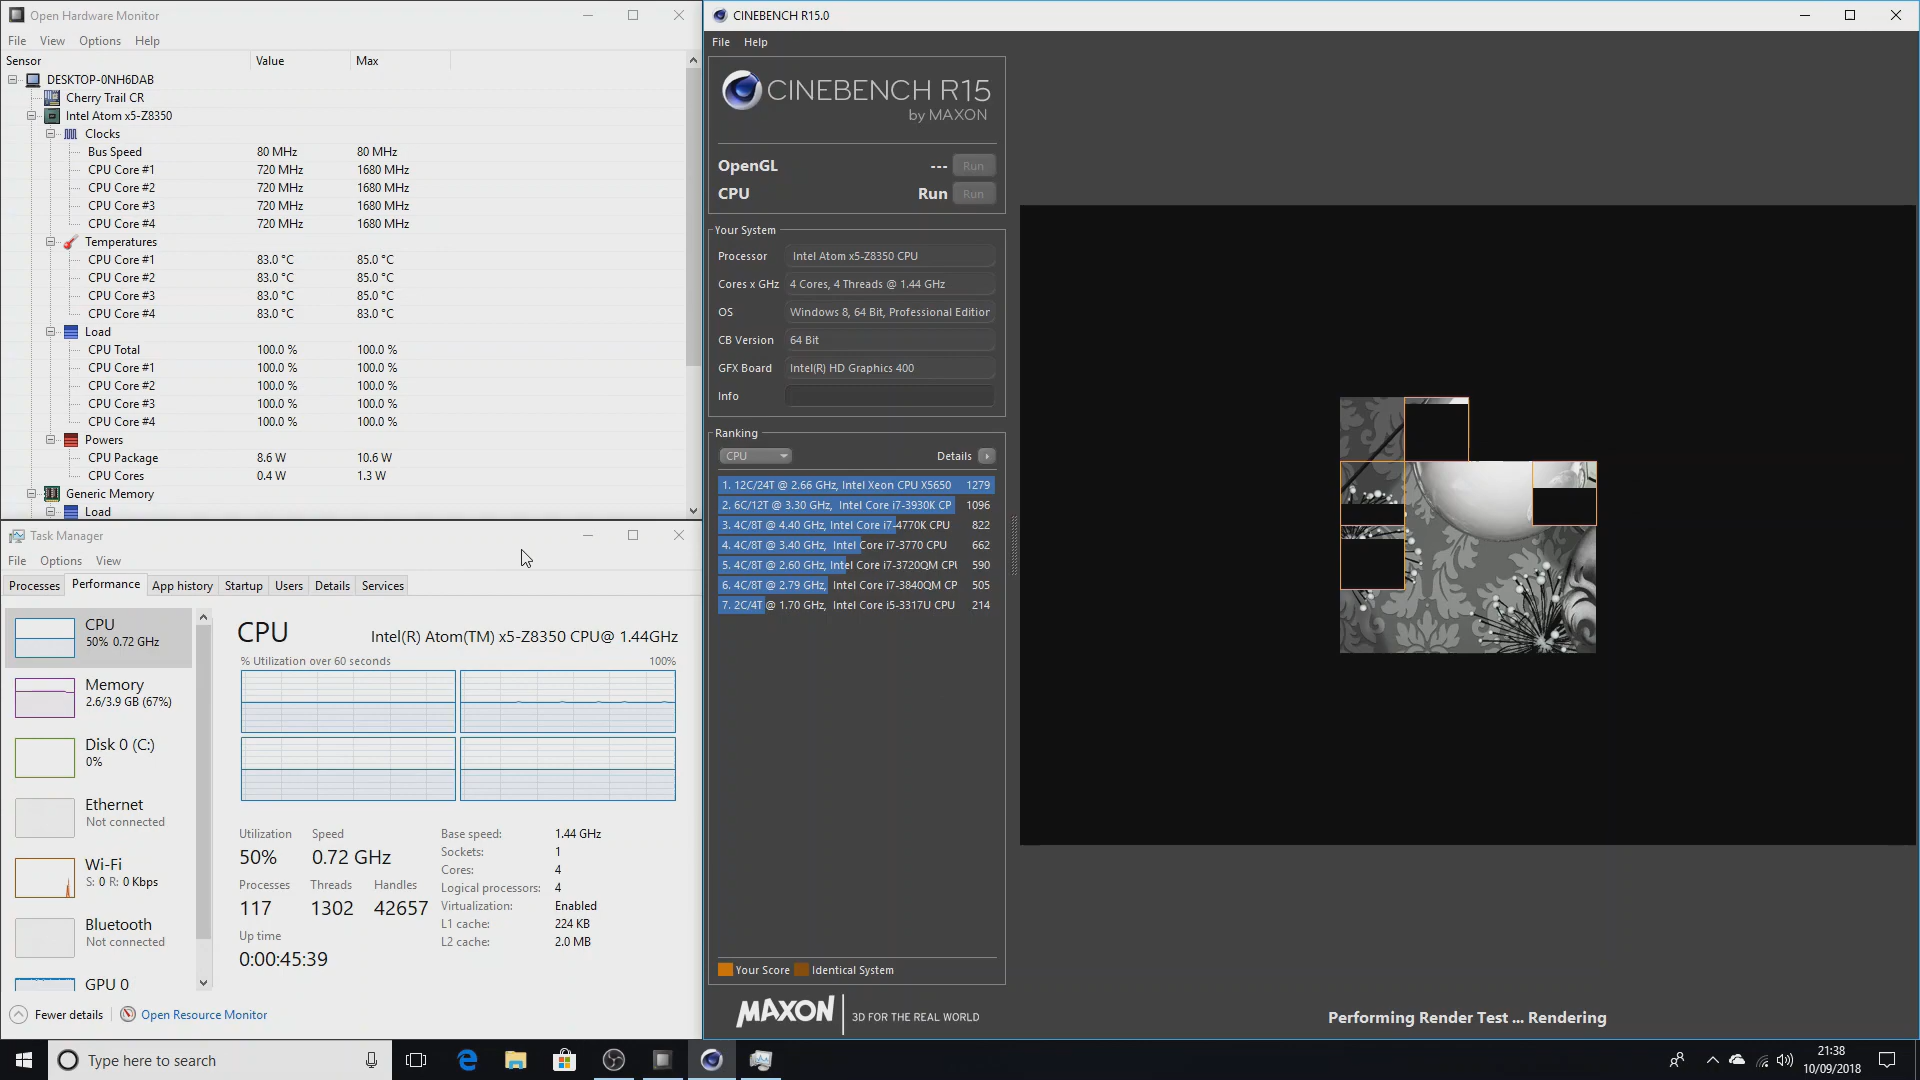 Open Hardware Monitor
File View Options Help
Sensor Value Max
DESKTOP-0NH6DAB
Cherry Trail CR
Intel Atom x5-Z8350
Clocks
Bus Speed 80 MHz 80 MHz
CPU Core #1 720 MHz 1680 MHz
CPU Core #2 720 MHz 1680 MHz
CPU Core #3 720 MHz 1680 MHz
CPU Core #4 720 MHz 1680 MHz
Temperatures
CPU Core #1 83.0 °C 85.0 °C
CPU Core #2 83.0 °C 85.0 °C
CPU Core #3 83.0 °C 85.0 °C
CPU Core #4 83.0 °C 83.0 °C
Load
CPU Total 100.0 % 100.0 %
CPU Core #1 100.0 % 100.0 %
CPU Core #2 100.0 % 100.0 %
CPU Core #3 100.0 % 100.0 %
CPU Core #4 100.0 % 100.0 %
Powers
CPU Package 8.6 W 10.6 W
CPU Cores 0.4 W 1.3 W
Generic Memory
Load
Task Manager
File Options View
Processes Performance App history Startup Users Details Services
CPU
50% 0.72 GHz
Memory
2.6/3.9 GB (67%)
Disk 0 (C:)
0%
Ethernet
Not connected
Wi-Fi
S: 0 R: 0 Kbps
Bluetooth
Not connected
GPU 0
CPU Intel(R) Atom(TM) x5-Z8350 CPU@ 1.44GHz
% Utilization over 60 seconds 100%
Utilization Speed
50% 0.72 GHz
Processes Threads Handles
117 1302 42657
Up time
0:00:45:39
Base speed: 1.44 GHz
Sockets: 1
Cores: 4
Logical processors: 4
Virtualization: Enabled
L1 cache: 224 KB
L2 cache: 2.0 MB
Fewer details Open Resource Monitor
CINEBENCH R15.0
File Help
CINEBENCH R15
by MAXON
OpenGL --- Run
CPU Run Run
Your System
Processor Intel Atom x5-Z8350 CPU
Cores x GHz 4 Cores, 4 Threads @ 1.44 GHz
OS Windows 8, 64 Bit, Professional Edition
CB Version 64 Bit
GFX Board Intel(R) HD Graphics 400
Info
Ranking
CPU Details
1. 12C/24T @ 2.66 GHz, Intel Xeon CPU X5650 1279
2. 6C/12T @ 3.30 GHz, Intel Core i7-3930K CP 1096
3. 4C/8T @ 4.40 GHz, Intel Core i7-4770K CPU 822
4. 4C/8T @ 3.40 GHz, Intel Core i7-3770 CPU 662
5. 4C/8T @ 2.60 GHz, Intel Core i7-3720QM CPU 590
6. 4C/8T @ 2.79 GHz, Intel Core i7-3840QM CP 505
7. 2C/4T @ 1.70 GHz, Intel Core i5-3317U CPU 214
Your Score Identical System
MAXON 3D FOR THE REAL WORLD
Performing Render Test ... Rendering
Type here to search
21:38
10/09/2018